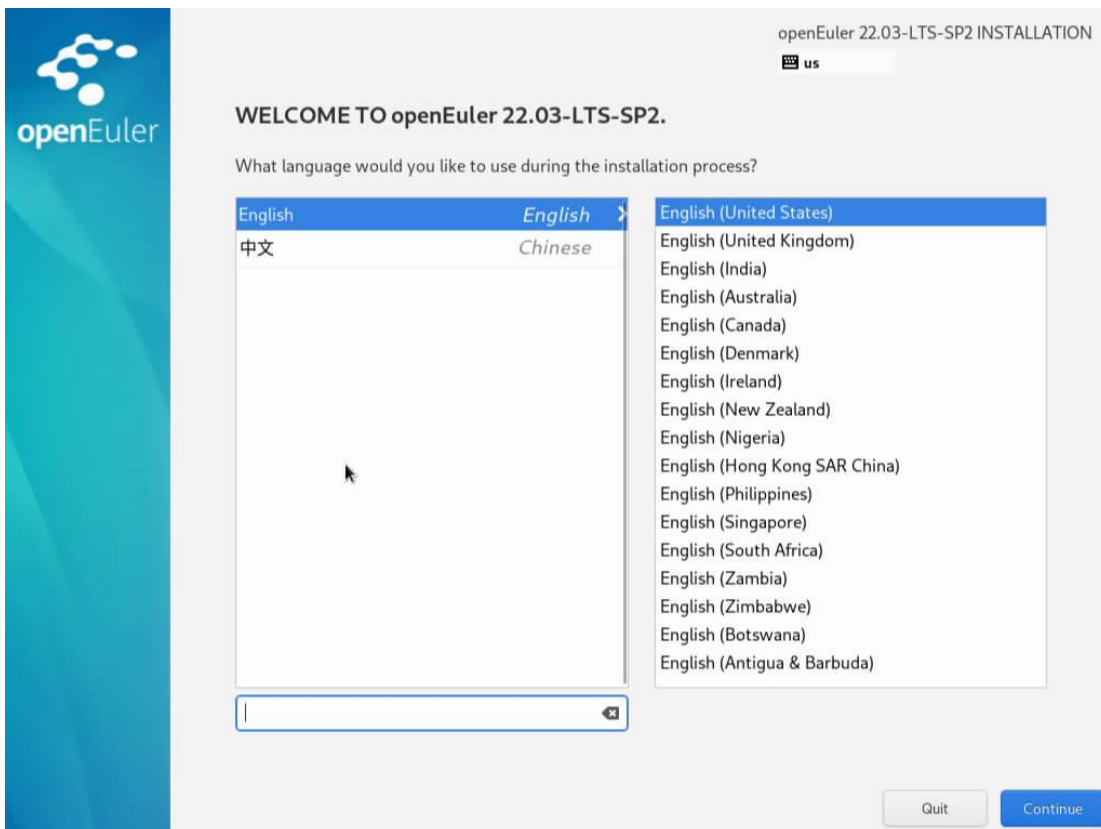 openEuler
openEuler 22.03-LTS-SP2 INSTALLATION
us
WELCOME TO openEuler 22.03-LTS-SP2.
What language would you like to use during the installation process?
English English
中文 Chinese
English (United States)
English (United Kingdom)
English (India)
English (Australia)
English (Canada)
English (Denmark)
English (Ireland)
English (New Zealand)
English (Nigeria)
English (Hong Kong SAR China)
English (Philippines)
English (Singapore)
English (South Africa)
English (Zambia)
English (Zimbabwe)
English (Botswana)
English (Antigua & Barbuda)
Quit
Continue